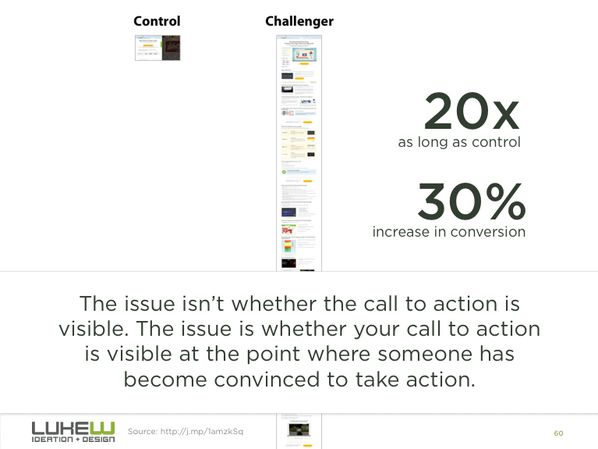 Control
Challenger
20x
as long as control
30%
increase in conversion
The issue isn’t whether the call to action is
visible. The issue is whether your call to action
is visible at the point where someone has
become convinced to take action.
LUKEW
IDEATION + DESIGN
Source: http://j.mp/1amzkSq
60